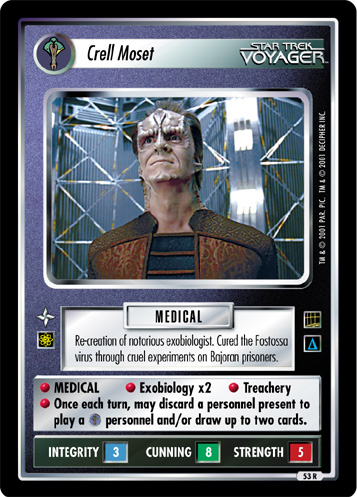 Crell Moset
STAR TREK
VOYAGER™
TM & © 2001 PAR. PIC. TM & © 2001 DECIPHER INC.
MEDICAL
Re-creation of notorious exobiologist. Cured the Fostossa
virus through cruel experiments on Bajoran prisoners.
• MEDICAL • Exobiology x2 • Treachery
• Once each turn, may discard a personnel present to
play a personnel and/or draw up to two cards.
INTEGRITY 3 CUNNING 8 STRENGTH 5
53 R